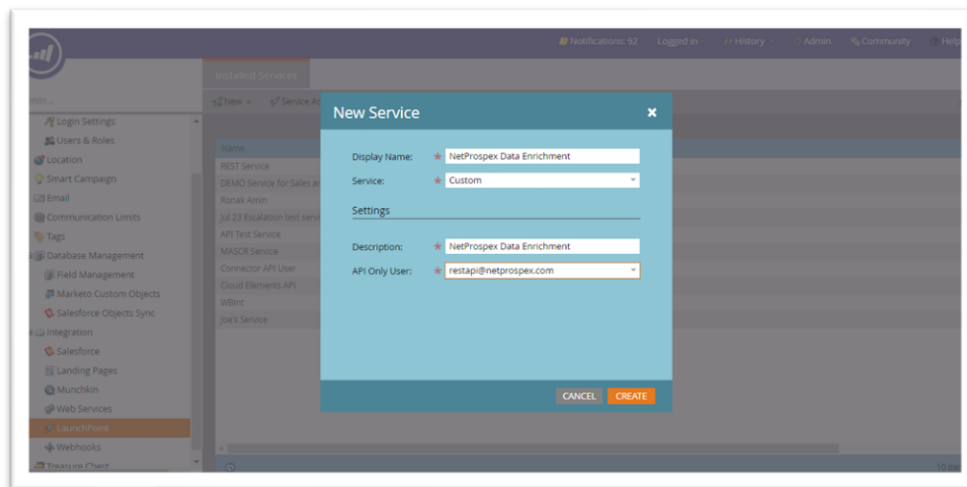 Notifications: 92 Logged in History Admin Community Help
Installed Services
New Service Ac
Login Settings
Users & Roles
Location
Smart Campaign
Email
Communication Limits
Tags
Database Management
Field Management
Marketo Custom Objects
Salesforce Objects Sync
Integration
Salesforce
Landing Pages
Munchkin
Web Services
LaunchPoint
Webhooks
Treasure Chest
Name
REST Service
DEMO Service for Sales an
Ronak Amin
Jul 23 Escalation test servi
API Test Service
MASCR Service
Connector API User
Cloud Elements API
WBInt
Joe's Service
New Service
Display Name: * NetProspex Data Enrichment
Service: * Custom
Settings
Description: * NetProspex Data Enrichment
API Only User: * restapi@netprospex.com
CANCEL CREATE